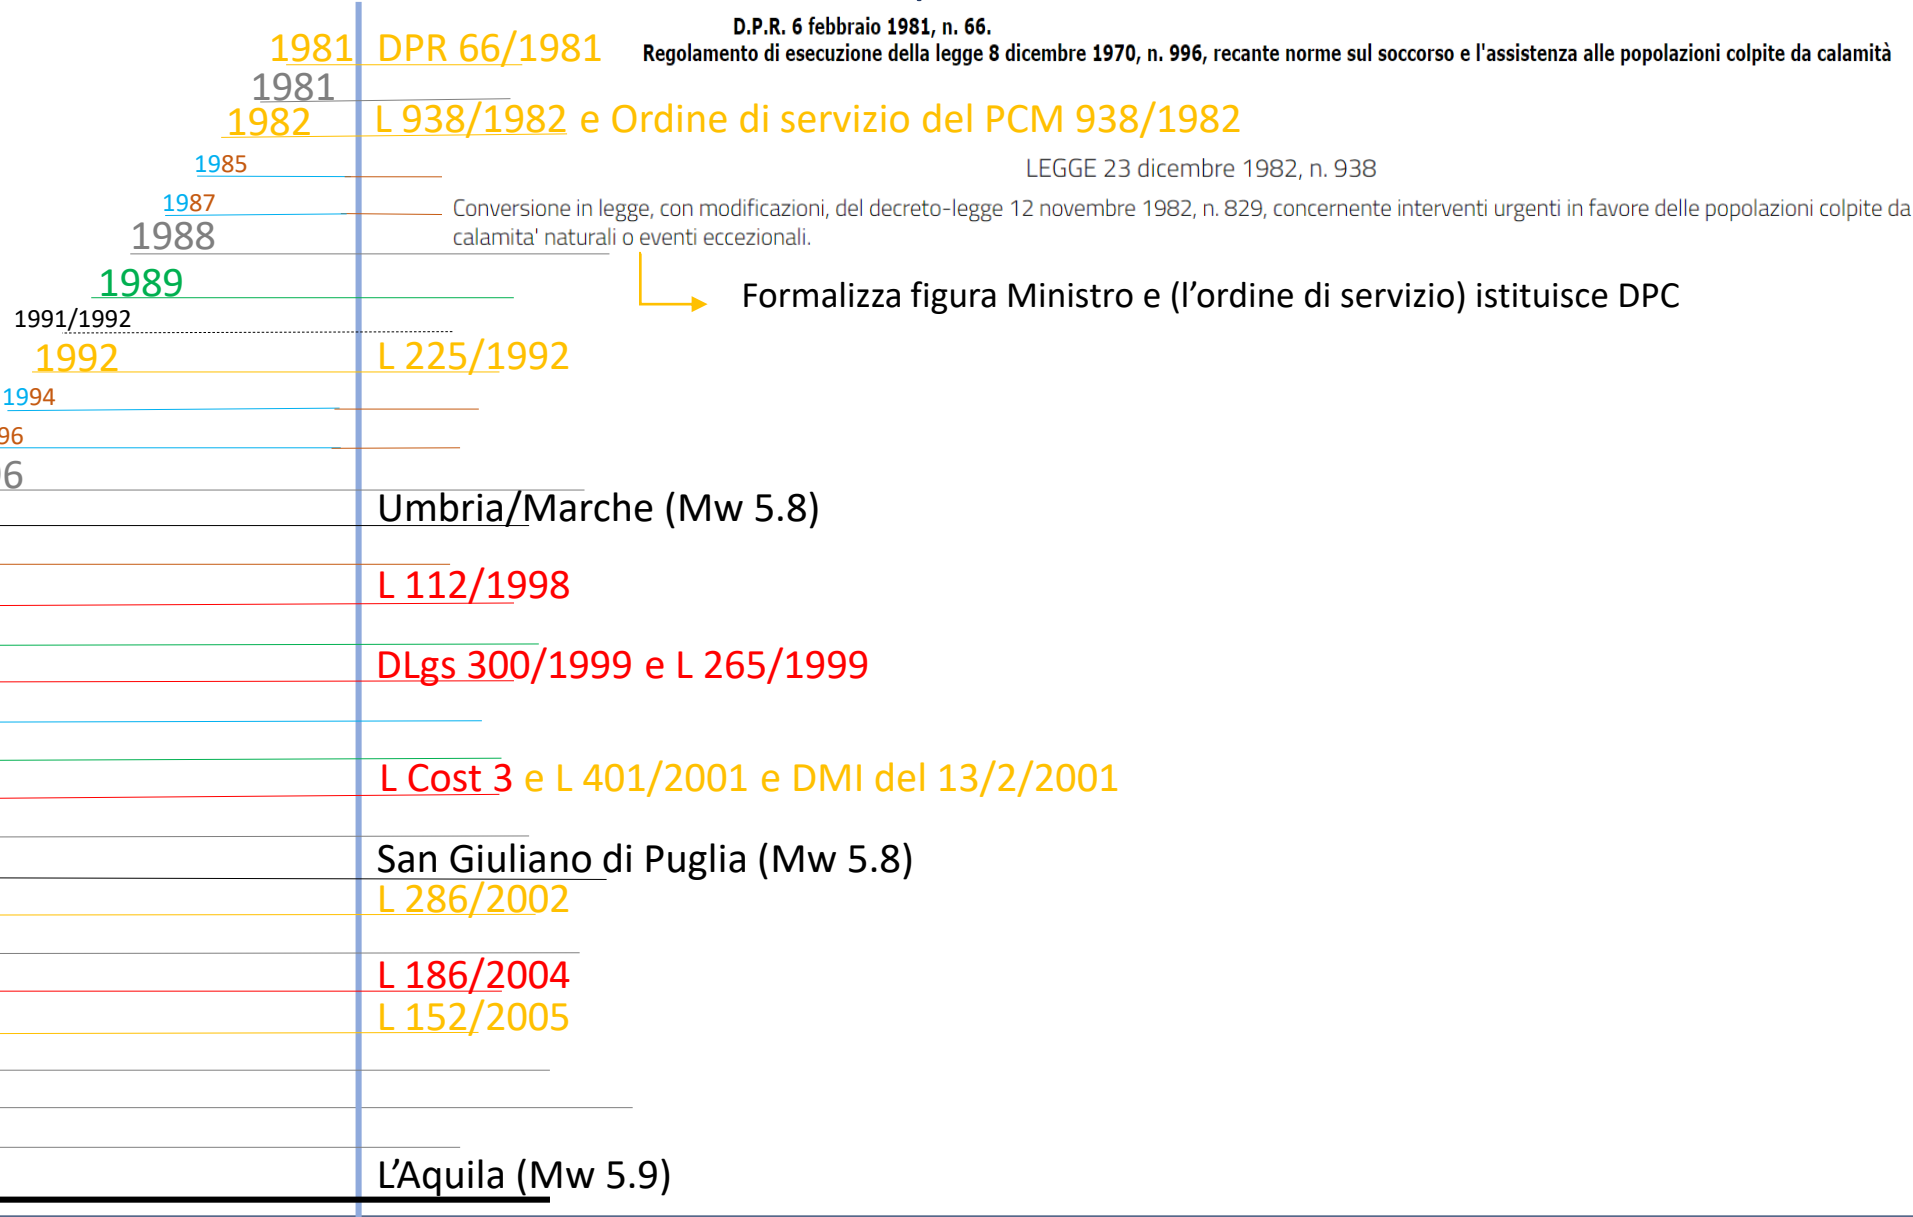 D.P.R. 6 febbraio 1981, n. 66.
1981 DPR 66/1981
Regolamento di esecuzione della legge 8 dicembre 1970, n. 996, recante norme sul soccorso e l'assistenza alle popolazioni colpite da calamità
1981
1982 L 938/1982 e Ordine di servizio del PCM 938/1982
1985
LEGGE 23 dicembre 1982, n. 938
1987
Conversione in legge, con modificazioni, del decreto-legge 12 novembre 1982, n. 829, concernente interventi urgenti in favore delle popolazioni colpite da
calamita' naturali o eventi eccezionali.
1988
1989
Formalizza figura Ministro e (l'ordine di servizio) istituisce DPC
1991/1992
1992 L 225/1992
1994
96
6
Umbria/Marche (Mw 5.8)
L 112/1998
DLgs 300/1999 e L 265/1999
L Cost 3 e L 401/2001 e DMI del 13/2/2001
San Giuliano di Puglia (Mw 5.8)
L 286/2002
L 186/2004
L 152/2005
L'Aquila (Mw 5.9)